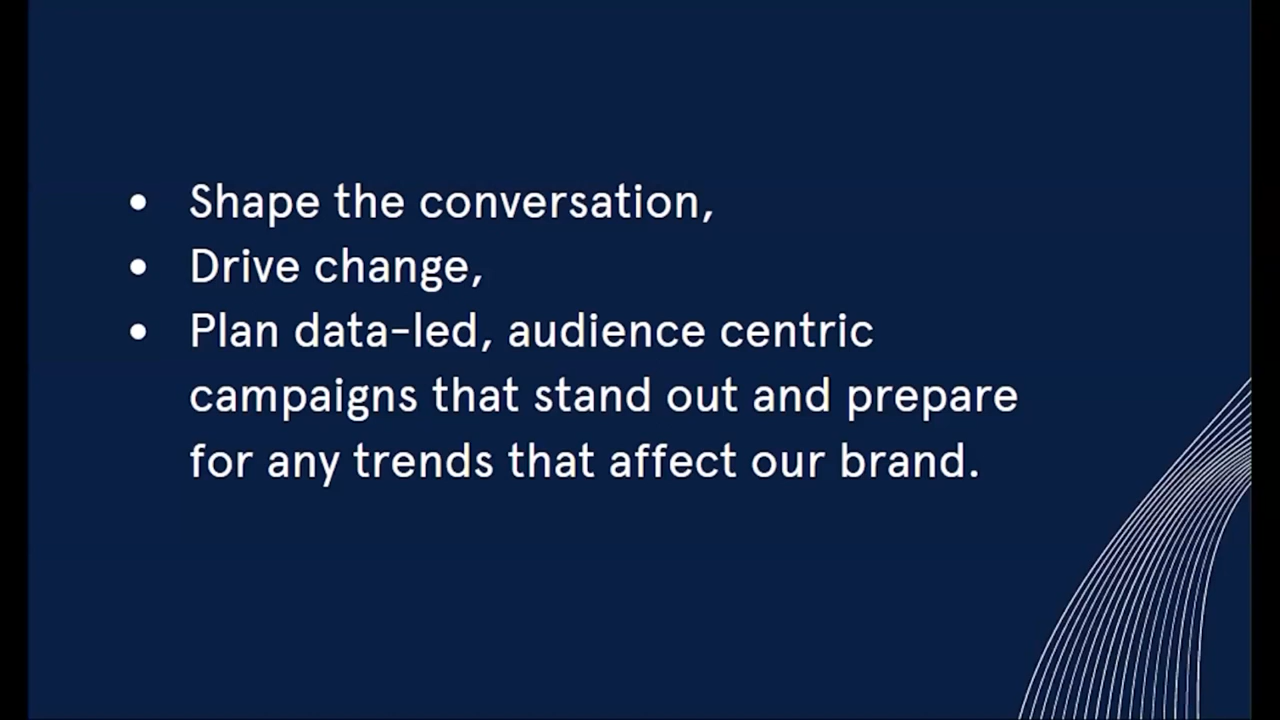 • Shape the conversation,
• Drive change,
• Plan data-led, audience centric
campaigns that stand out and prepare
for any trends that affect our brand.